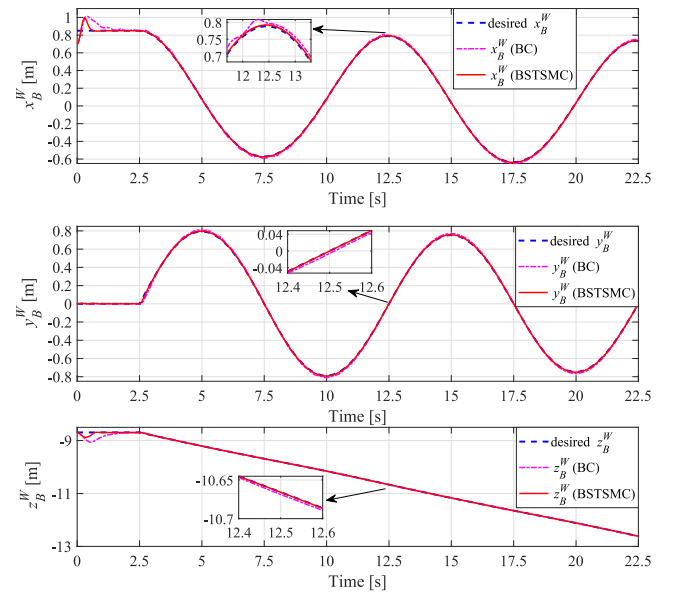 1
0.8
0.6
0.4
0.2
0
-0.2
-0.4
-0.6
x_B^W [m]
0.8
0.75
0.7
12 12.5 13
desired x_B^W
x_B^W (BC)
x_B^W (BSTSMC)
0 2.5 5 7.5 10 12.5 15 17.5 20 22.5
Time [s]
0.8
0.6
0.4
0.2
0
-0.2
-0.4
-0.6
-0.8
y_B^W [m]
0.04
0
-0.04
12.4 12.5 12.6
desired y_B^W
y_B^W (BC)
y_B^W (BSTSMC)
0 2.5 5 7.5 10 12.5 15 17.5 20 22.5
Time [s]
-9
-11
-13
z_B^W [m]
-10.65
-10.7
12.4 12.5 12.6
desired z_B^W
z_B^W (BC)
z_B^W (BSTSMC)
0 2.5 5 7.5 10 12.5 15 17.5 20 22.5
Time [s]